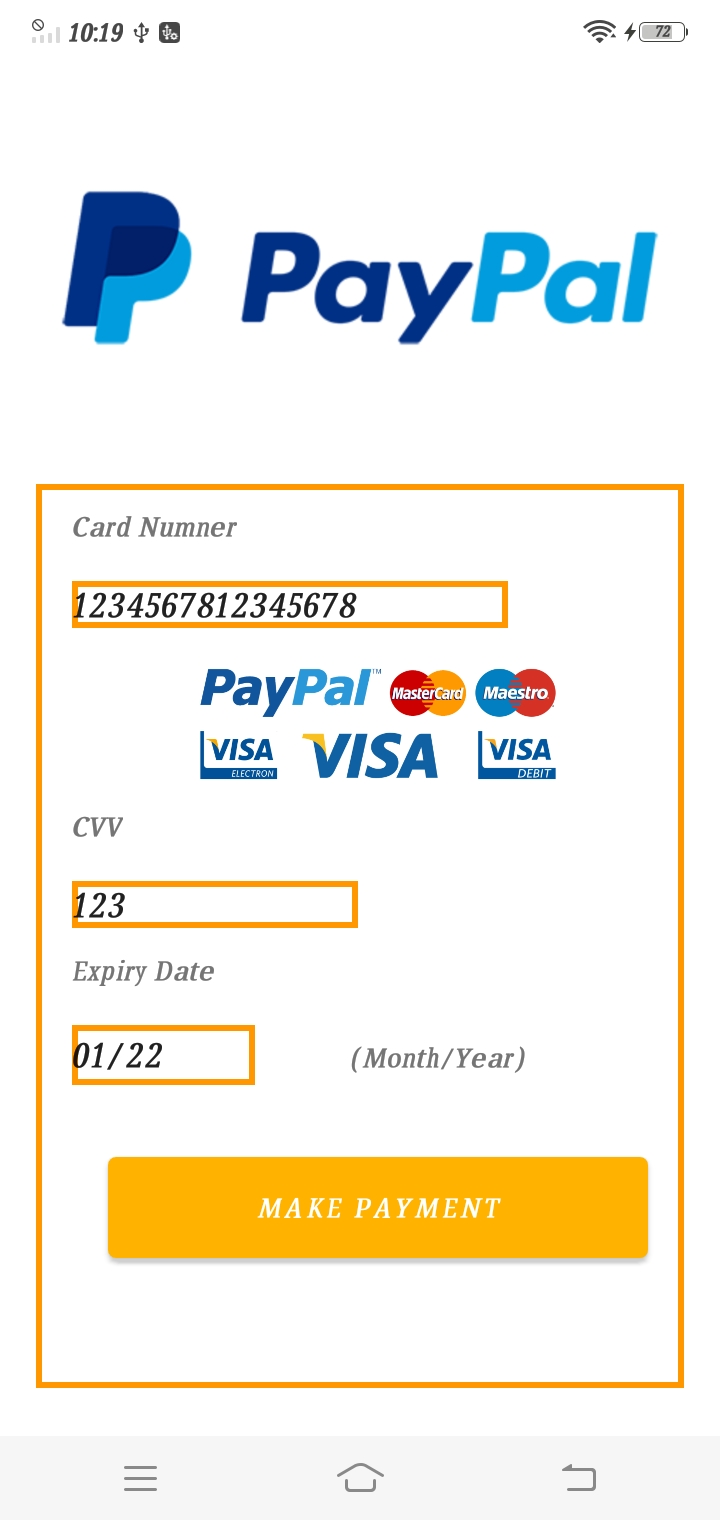 10:19
72
PayPal
Card Numner
1234567812345678
PayPal™ MasterCard Maestro
VISA ELECTRON VISA VISA DEBIT
CVV
123
Expiry Date
01/22 (Month/Year)
MAKE PAYMENT